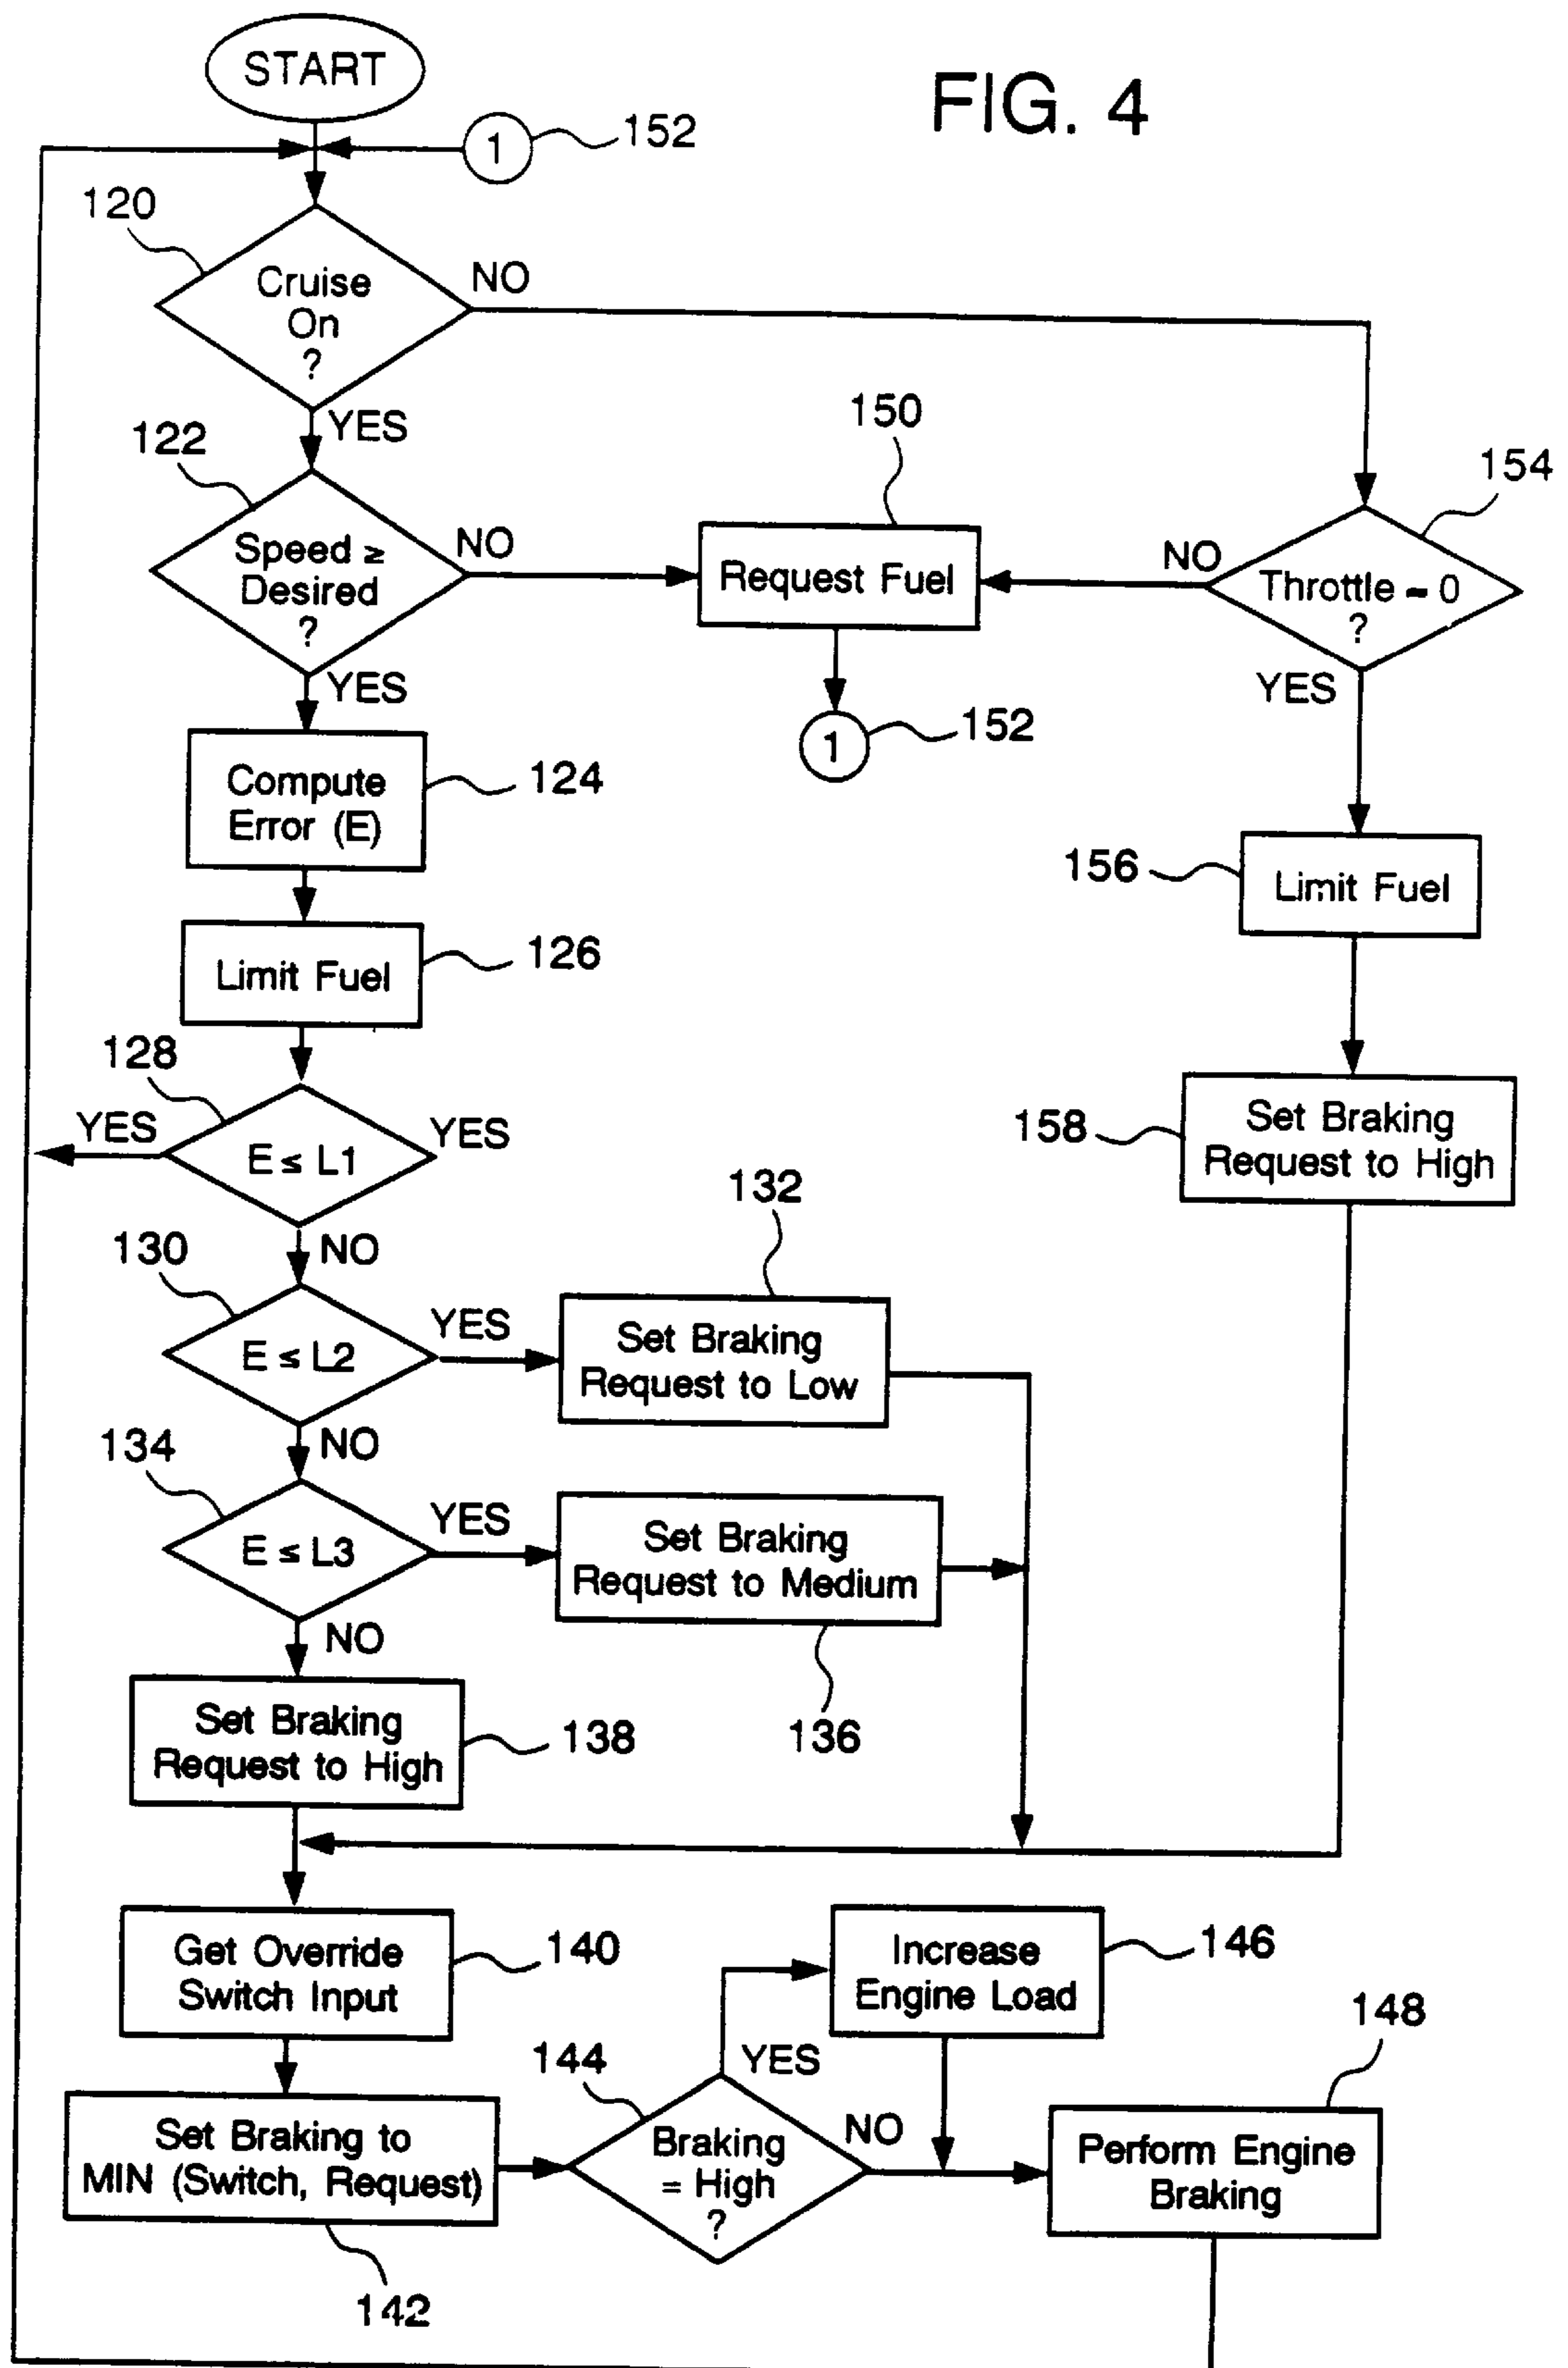 START
FIG. 4
1
152
120
Cruise
On
?
NO
YES
122
Speed ≥
Desired
?
NO
YES
150
Request Fuel
1
152
154
NO
Throttle ~ 0
?
YES
124
Compute
Error (E)
156
Limit Fuel
126
Limit Fuel
128
YES
E ≤ L1
YES
NO
158
Set Braking
Request to High
130
E ≤ L2
YES
NO
132
Set Braking
Request to Low
134
E ≤ L3
YES
NO
Set Braking
Request to Medium
136
Set Braking
Request to High
138
Get Override
Switch Input
140
Increase
Engine Load
146
Set Braking to
MIN (Switch, Request)
142
144
YES
Braking
= High
?
NO
148
Perform Engine
Braking